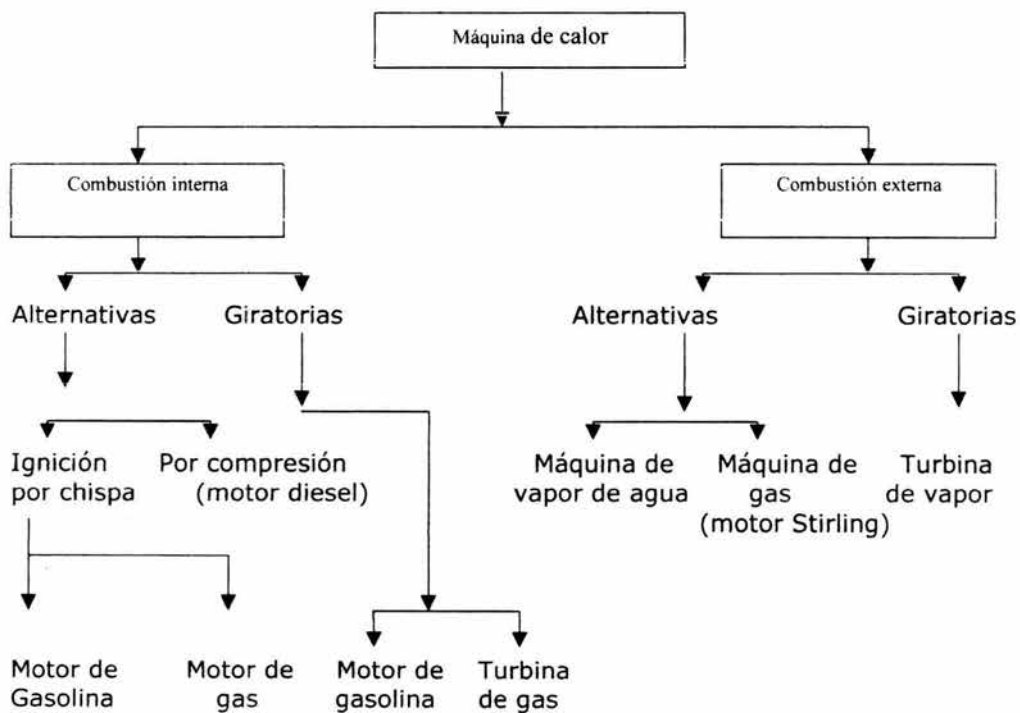 Máquina de calor
Combustión interna
Combustión externa
Alternativas
Giratorias
Alternativas
Giratorias
Ignición
por chispa
Por compresión
(motor diesel)
Máquina de
vapor de agua
Máquina de
gas
(motor Stirling)
Turbina
de vapor
Motor de
Gasolina
Motor de
gas
Motor de
gasolina
Turbina
de gas